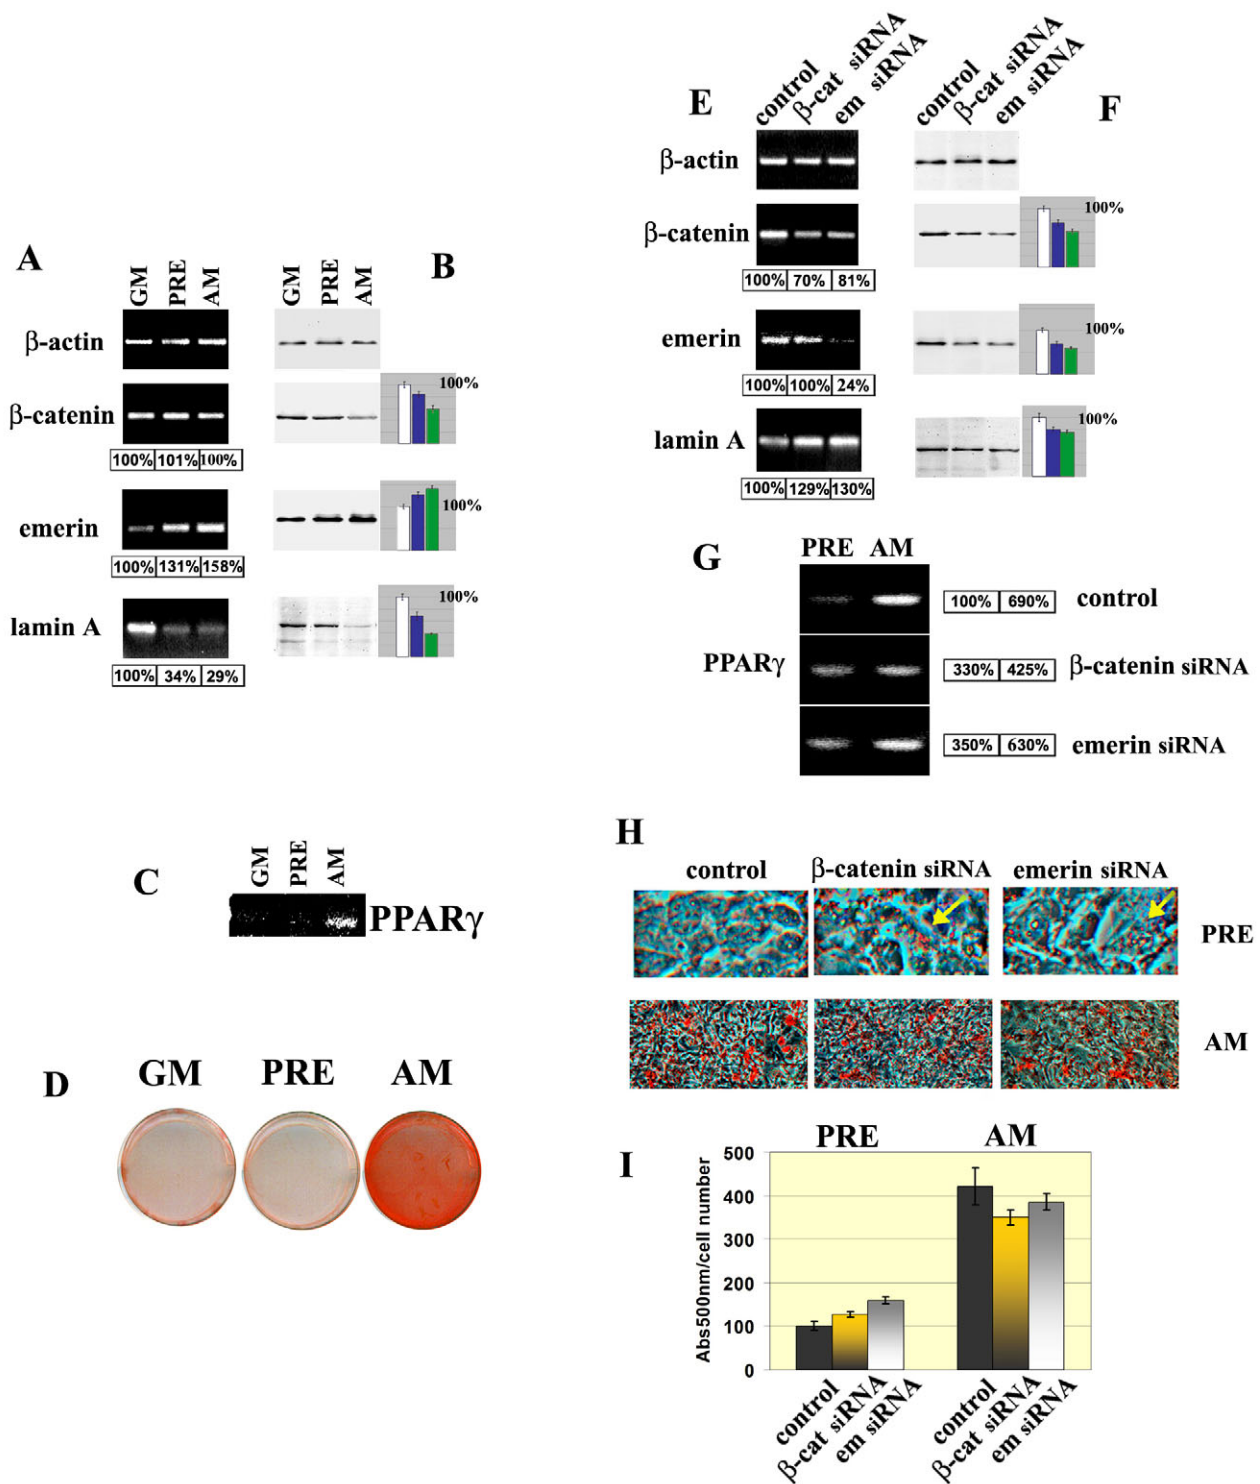 A
GM PRE AM
GM PRE AM
B
β-actin
β-catenin
100% 101% 100%
100%
emerin
100% 131% 158%
100%
lamin A
100% 34% 29%
100%
C
GM PRE AM
PPARγ
D
GM PRE AM
E
control β-cat siRNA em siRNA
control β-cat siRNA em siRNA
F
β-actin
β-catenin
100% 70% 81%
100%
emerin
100% 100% 24%
100%
lamin A
100% 129% 130%
100%
G
PRE AM
PPARγ
100% 690% control
330% 425% β-catenin siRNA
350% 630% emerin siRNA
H
control β-catenin siRNA emerin siRNA
PRE
AM
I
PRE AM
Abs500nm/cell number
500
400
300
200
100
0
control β-cat siRNA em siRNA control β-cat siRNA em siRNA